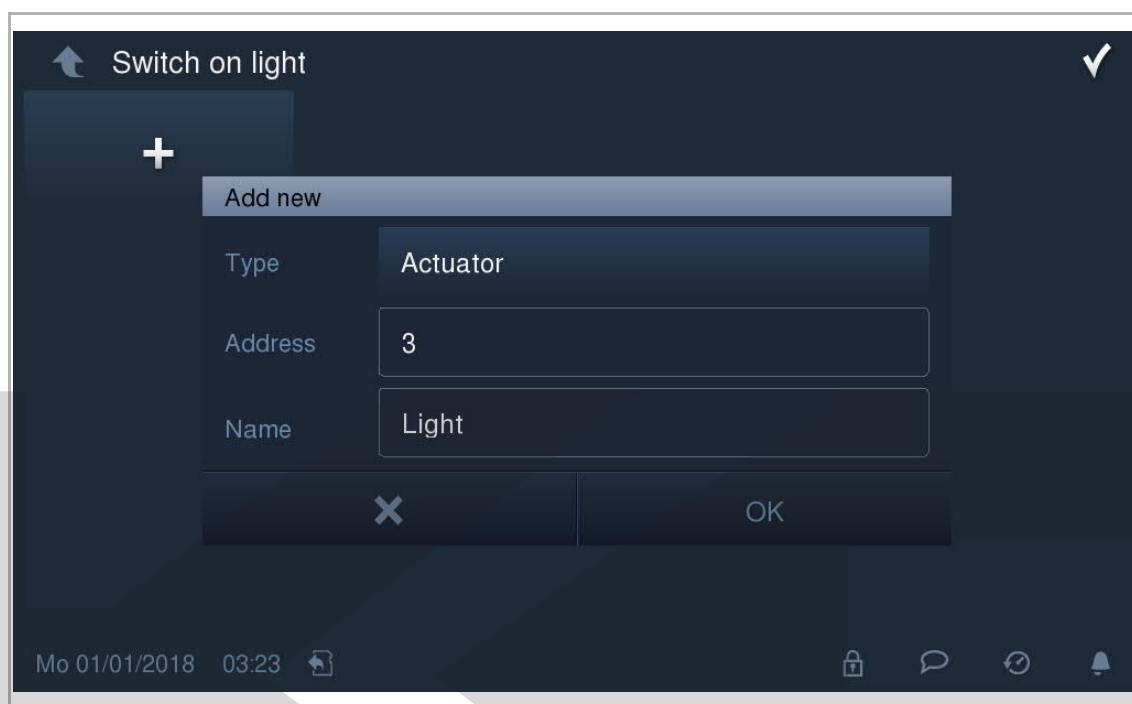 Switch on light
Add new
Type Actuator
Address 3
Name Light
OK
Mo 01/01/2018 03:23